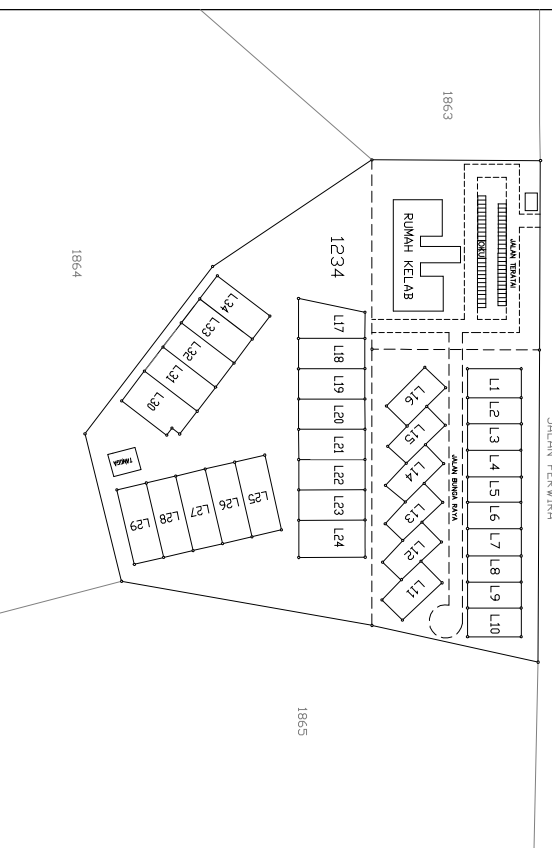 1863
JALAN TERATAI
OKU
RUMAH KELAB
1234
1864
L34
L33
L32
L31
L30
TANGGA
L17
L18
L19
L20
L21
L22
L23
L24
L25
L26
L27
L28
L29
L16
L15
L14
L13
L12
L11
JALAN BUNGA RAYA
L1
L2
L3
L4
L5
L6
L7
L8
L9
L10
JALAN PERWIRA
1865